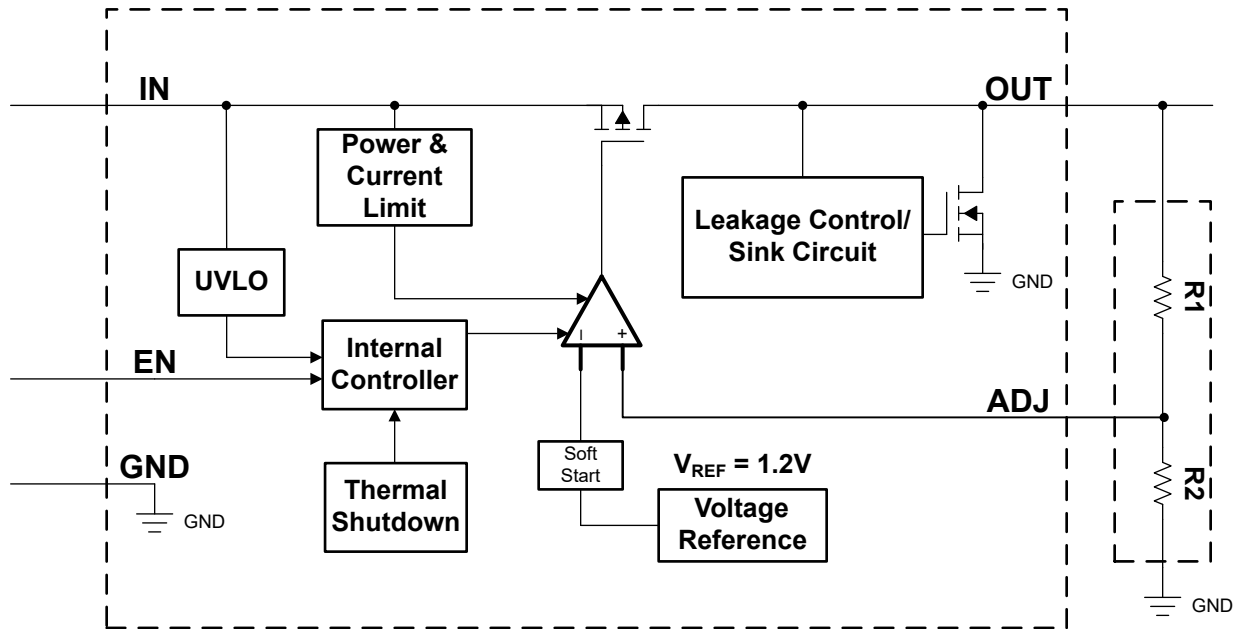 IN
OUT
Power &
Current
Limit
Leakage Control/
Sink Circuit
GND
UVLO
R1
Internal
Controller
EN
ADJ
GND
GND
Thermal
Shutdown
Soft
Start
VREF = 1.2V
Voltage
Reference
R2
GND
- +